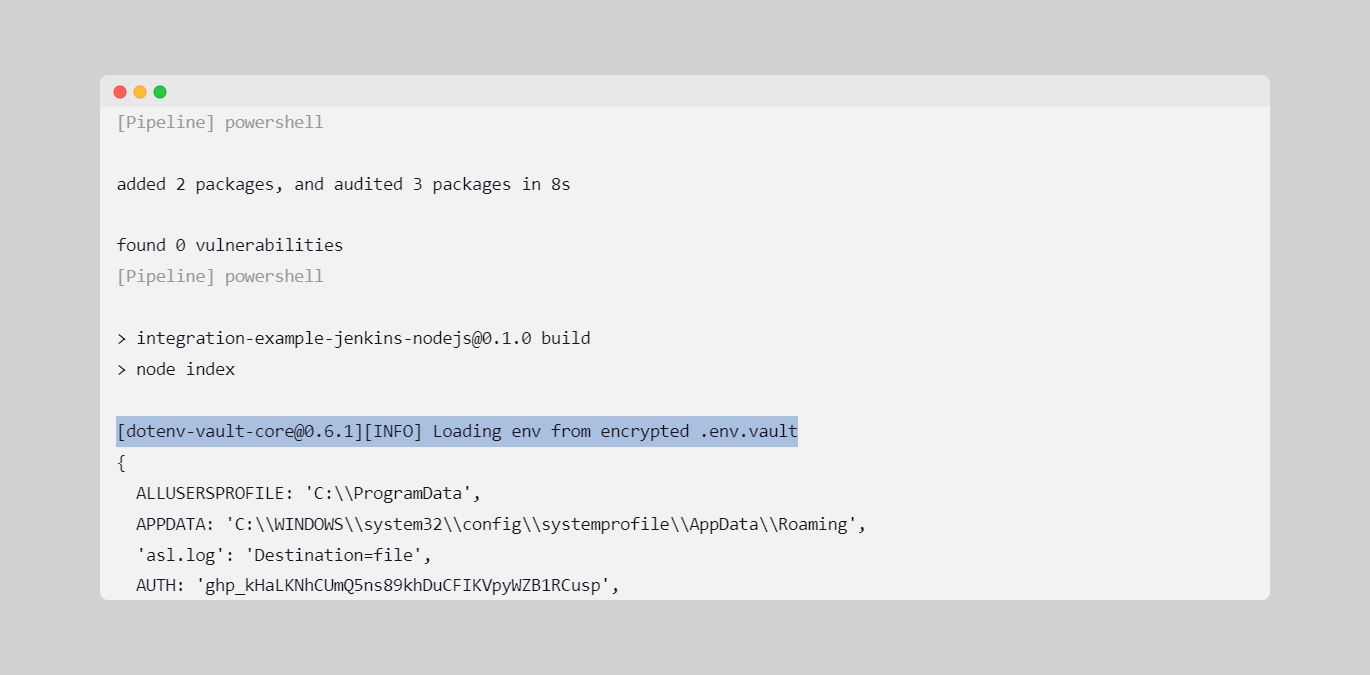 [Pipeline] powershell
added 2 packages, and audited 3 packages in 8s
found 0 vulnerabilities
[Pipeline] powershell
> integration-example-jenkins-nodejs@0.1.0 build
> node index
[dotenv-vault-core@0.6.1][INFO] Loading env from encrypted .env.vault
{
ALLUSERSPROFILE: 'C:\\ProgramData',
APPDATA: 'C:\\WINDOWS\\system32\\config\\systemprofile\\AppData\\Roaming',
'asl.log': 'Destination=file',
AUTH: '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',